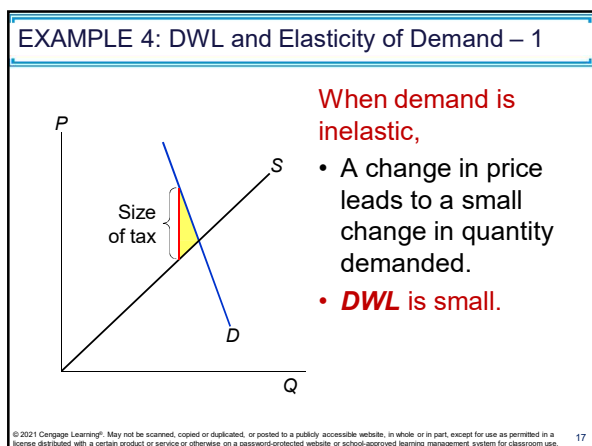 EXAMPLE 4: DWL and Elasticity of Demand – 1
When demand is
inelastic,
• A change in price
leads to a small
change in quantity
demanded.
• DWL is small.
P
S
Size
of tax
D
Q
© 2021 Cengage Learning®. May not be scanned, copied or duplicated, or posted to a publicly accessible website, in whole or in part, except for use as permitted in a
license distributed with a certain product or service or otherwise on a password-protected website or school-approved learning management system for classroom use.
17